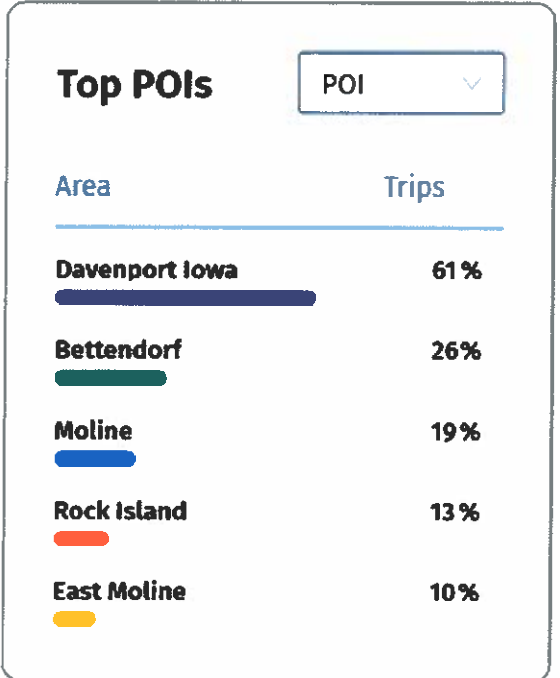 Top POIs
POI
Area Trips
Davenport Iowa 61%
Bettendorf 26%
Moline 19%
Rock Island 13%
East Moline 10%